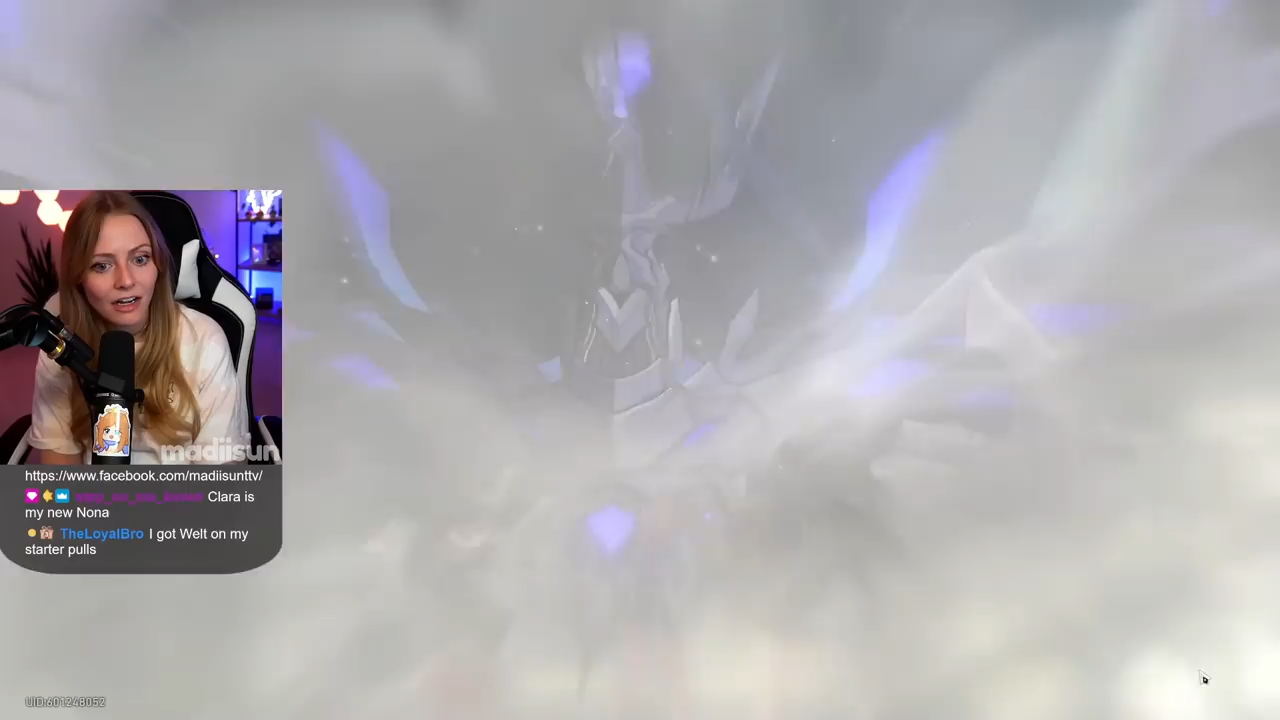 madiisun
https://www.facebook.com/madiisunttv/
Clara is
my new Nona
TheLoyalBro I got Welt on my
starter pulls
UID:601248052